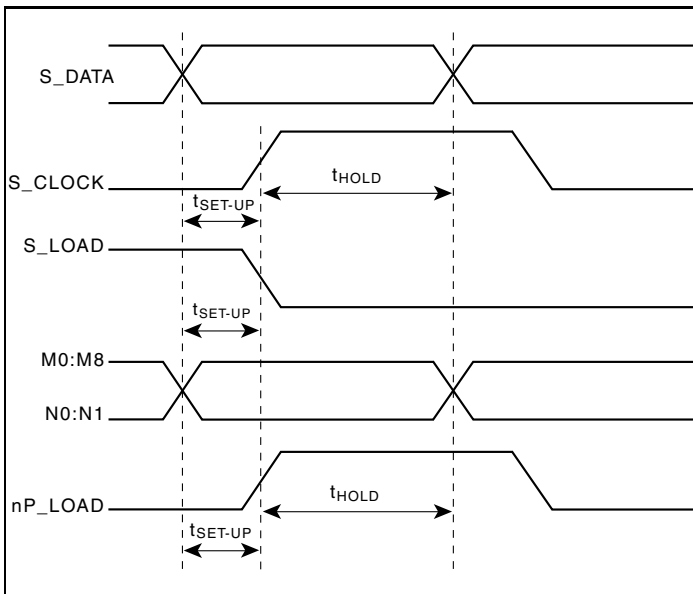 S_DATA
S_CLOCK
tHOLD
tSET-UP
S_LOAD
tSET-UP
M0:M8
N0:N1
nP_LOAD
tHOLD
tSET-UP